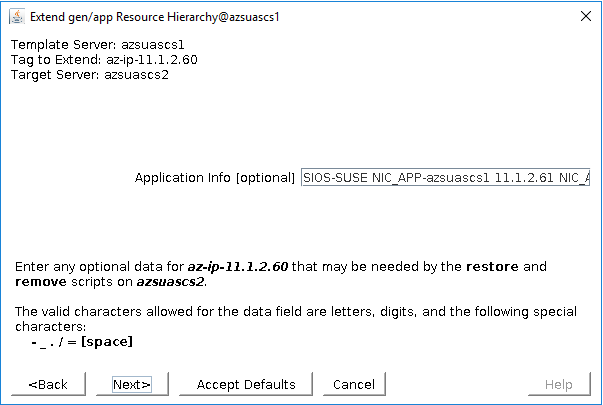 Extend gen/app Resource Hierarchy@azsuascs1
Template Server: azsuascs1
Tag to Extend: az-ip-11.1.2.60
Target Server: azsuascs2
Application Info [optional] SIOS-SUSE NIC_APP-azsuascs1 11.1.2.61 NIC_A
Enter any optional data for az-ip-11.1.2.60 that may be needed by the restore and
remove scripts on azsuascs2.
The valid characters allowed for the data field are letters, digits, and the following special
characters:
- _ . / = [space]
<Back Next> Accept Defaults Cancel Help